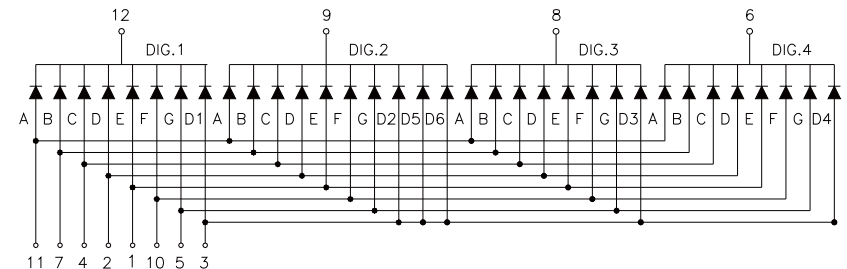 12 9 8 6
DIG.1 DIG.2 DIG.3 DIG.4
A B C D E F G D1 A B C D E F G D2 D5 D6 A B C D E F G D3 A B C D E F G D4
11 7 4 2 1 10 5 3